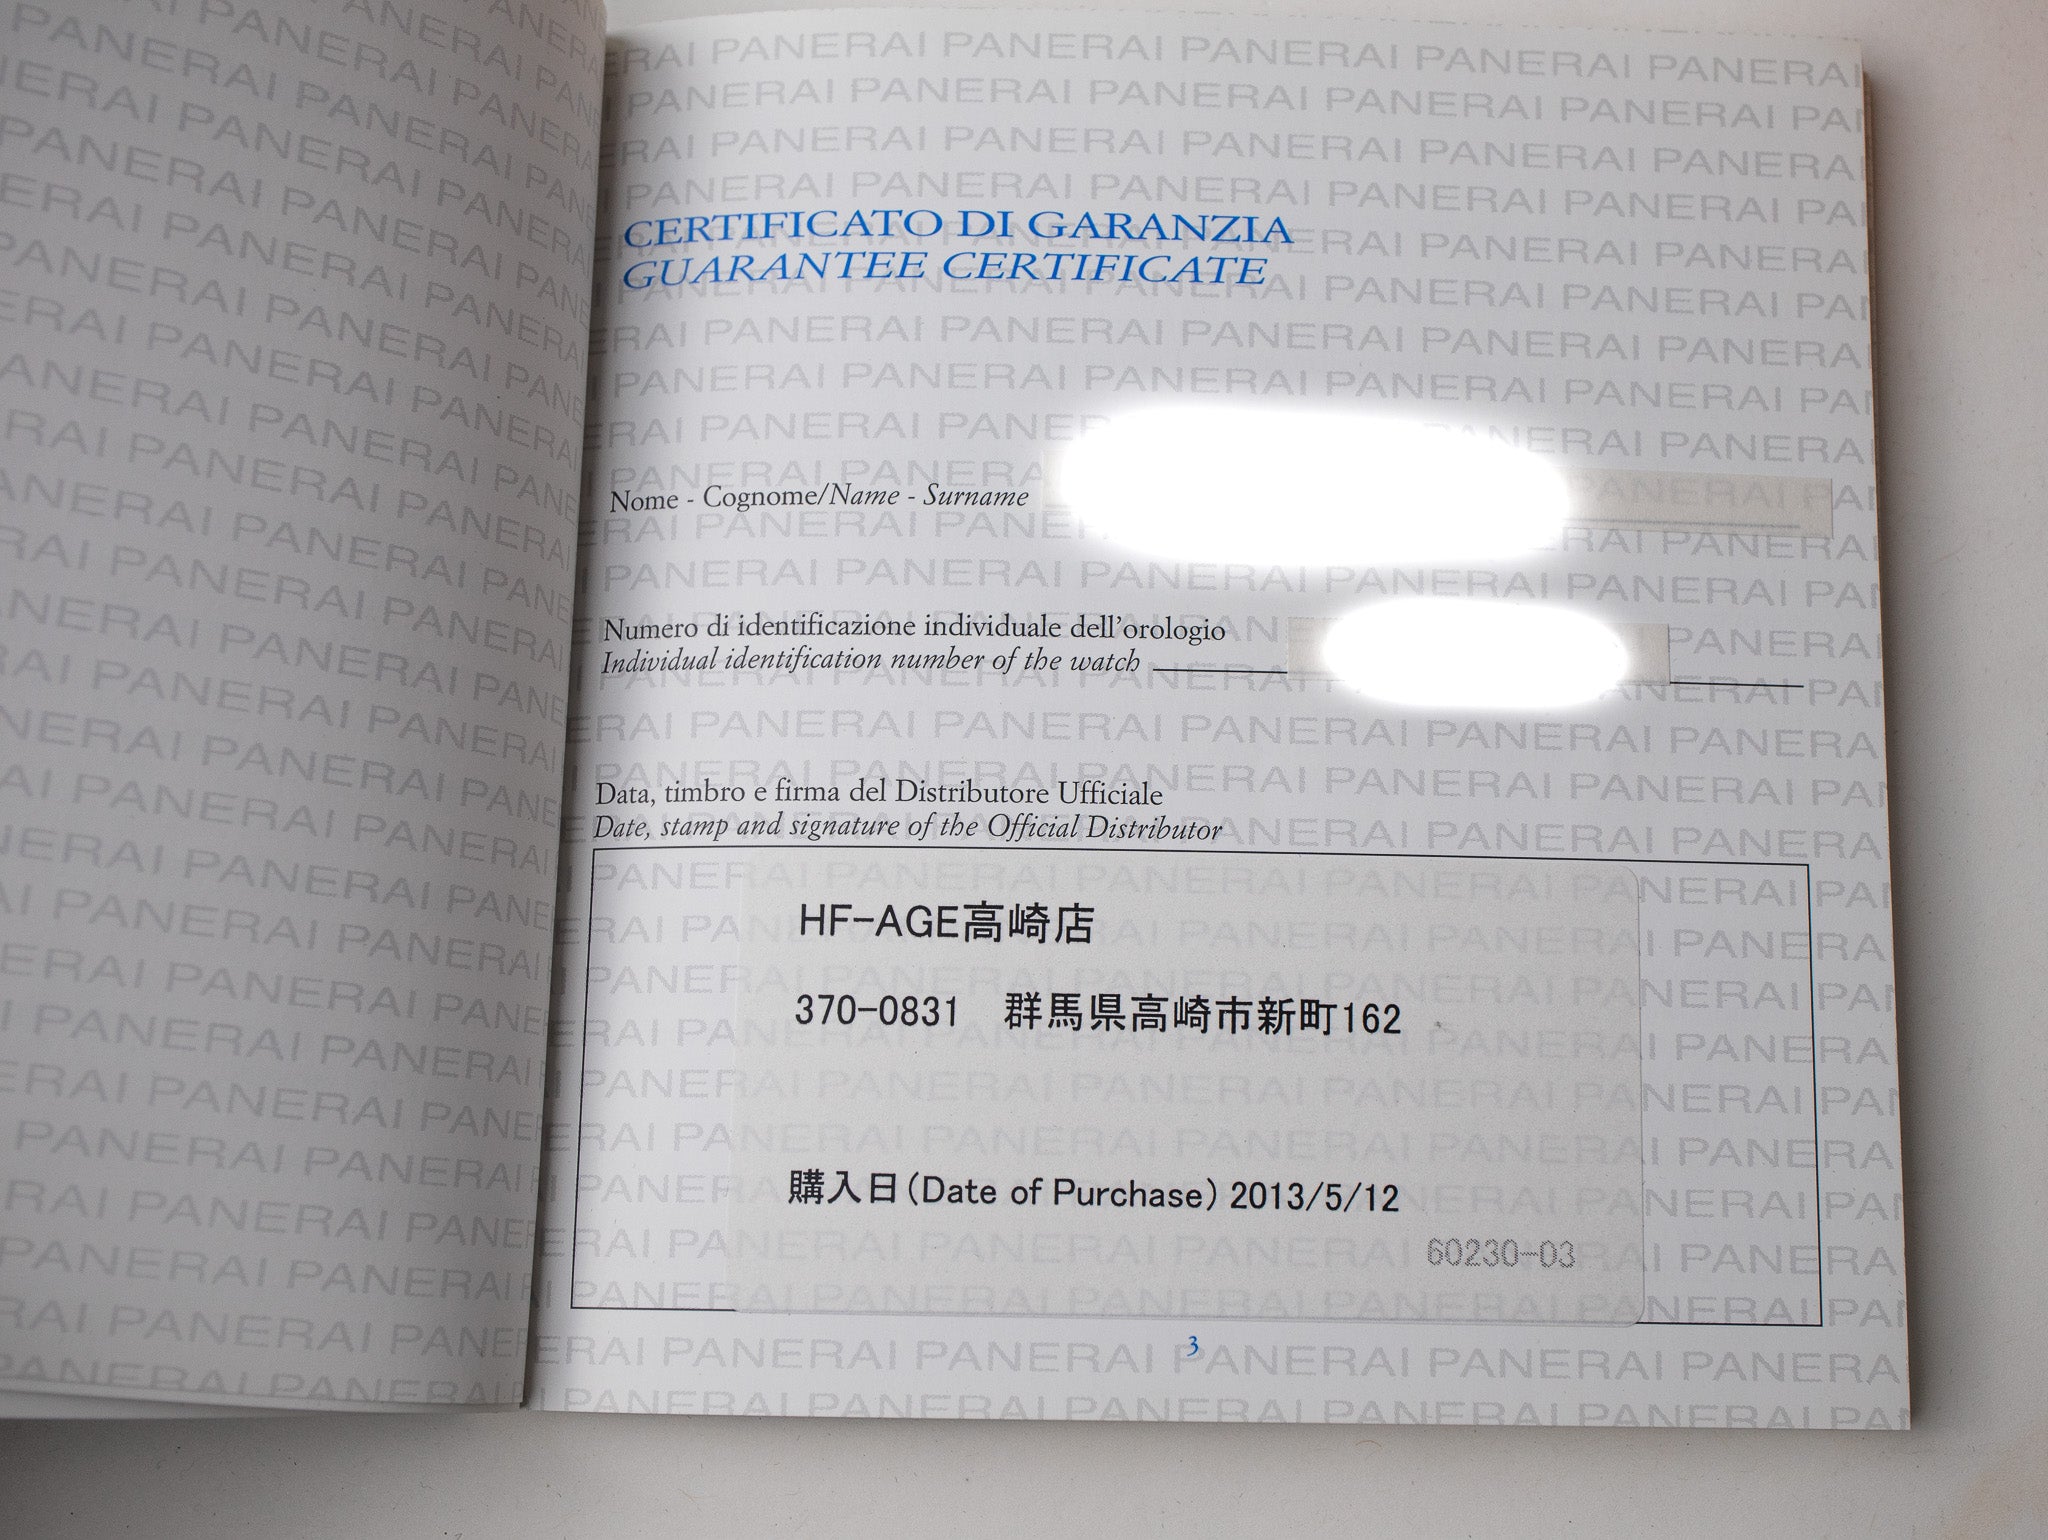 CERTIFICATO DI GARANZIA
GUARANTEE CERTIFICATE
Nome - Cognome/Name - Surname
Numero di identificazione individuale dell'orologio
Individual identification number of the watch
Data, timbro e firma del Distributore Ufficiale
Date, stamp and signature of the Official Distributor
HF-AGE高崎店
370-0831 群馬県高崎市新町162
購入日(Date of Purchase) 2013/5/12
60230-03
3
PANERAI